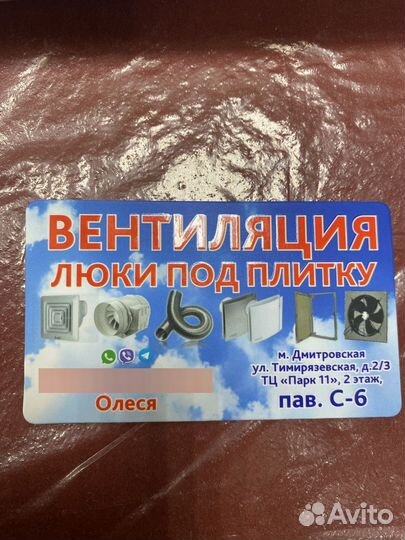 ВЕНТИЛЯЦИЯ
ЛЮКИ ПОД ПЛИТКУ
м. Дмитровская
ул. Тимирязевская, д.2/3
ТЦ «Парк 11», 2 этаж,
пав. С-6
Олеся
Avito